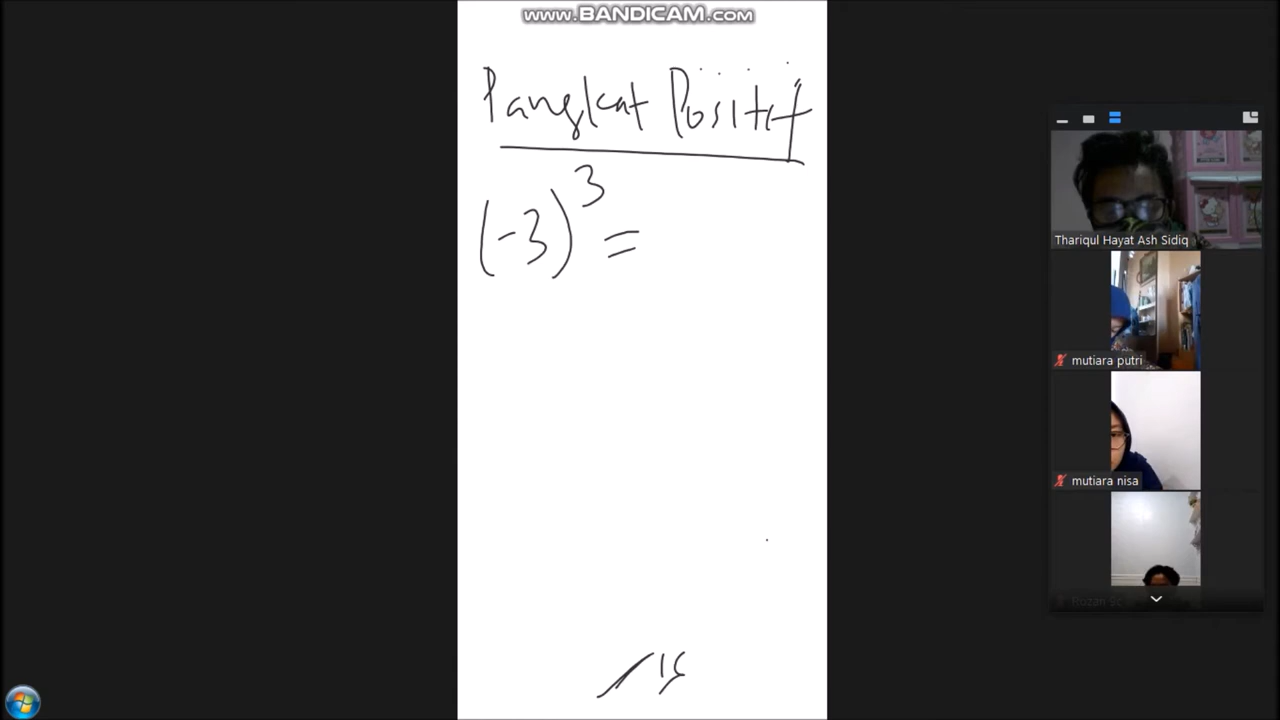 www.BANDICAM.com
Pangkat Positif
(-3)³ =
Thariqul Hayat Ash Sidiq
mutiara putri
mutiara nisa